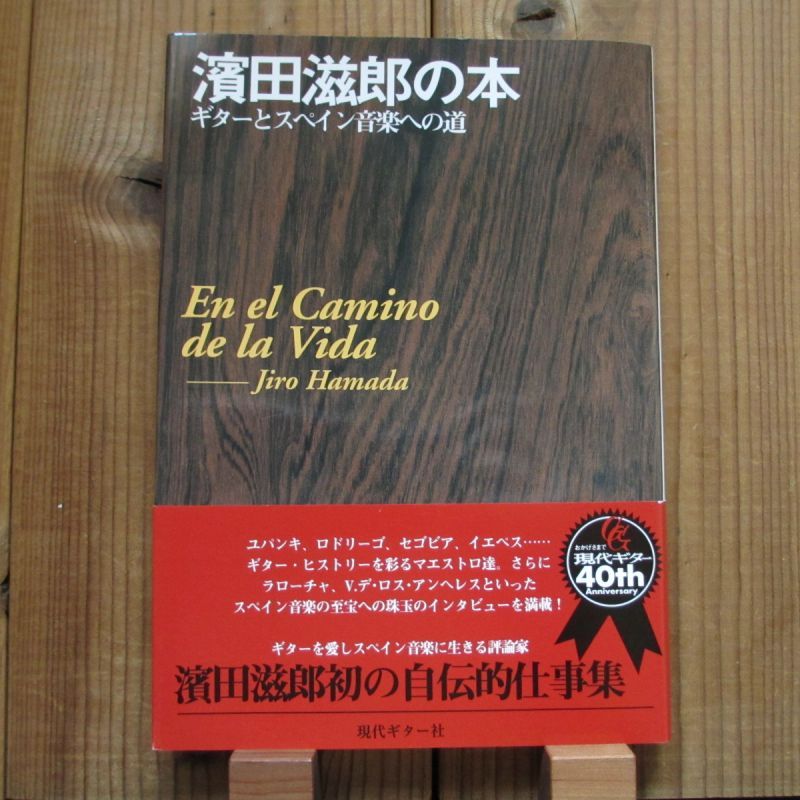 濱田滋郎の本
ギターとスペイン音楽への道
En el Camino
de la Vida
Jiro Hamada
ユパンキ、ロドリーゴ、セゴビア、イエペス……
ギター・ヒストリーを彩るマエストロ達。さらに
ラローチャ、V.デ・ロス・アンヘレスといった
スペイン音楽の至宝への珠玉のインタビューを満載!
おかげさまで
現代ギター
40th
Anniversary
ギターを愛しスペイン音楽に生きる評論家
濱田滋郎初の自伝的仕事集
現代ギター社